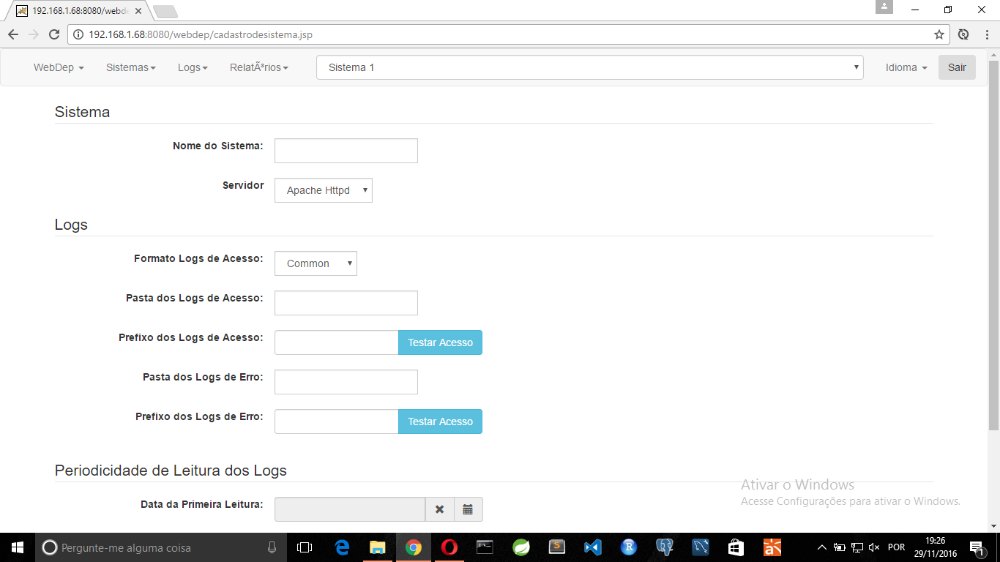 192.168.1.68:8080/webde
192.168.1.68:8080/webdep/cadastrodesistema.jsp
WebDep Sistemas Logs RelatÃ³rios Sistema 1 Idioma Sair
Sistema
Nome do Sistema:
Servidor Apache Httpd
Logs
Formato Logs de Acesso: Common
Pasta dos Logs de Acesso:
Prefixo dos Logs de Acesso: Testar Acesso
Pasta dos Logs de Erro:
Prefixo dos Logs de Erro: Testar Acesso
Periodicidade de Leitura dos Logs
Ativar o Windows
Acesse Configurações para ativar o Windows.
Data da Primeira Leitura:
Pergunte-me alguma coisa
POR
19:26
29/11/2016
1